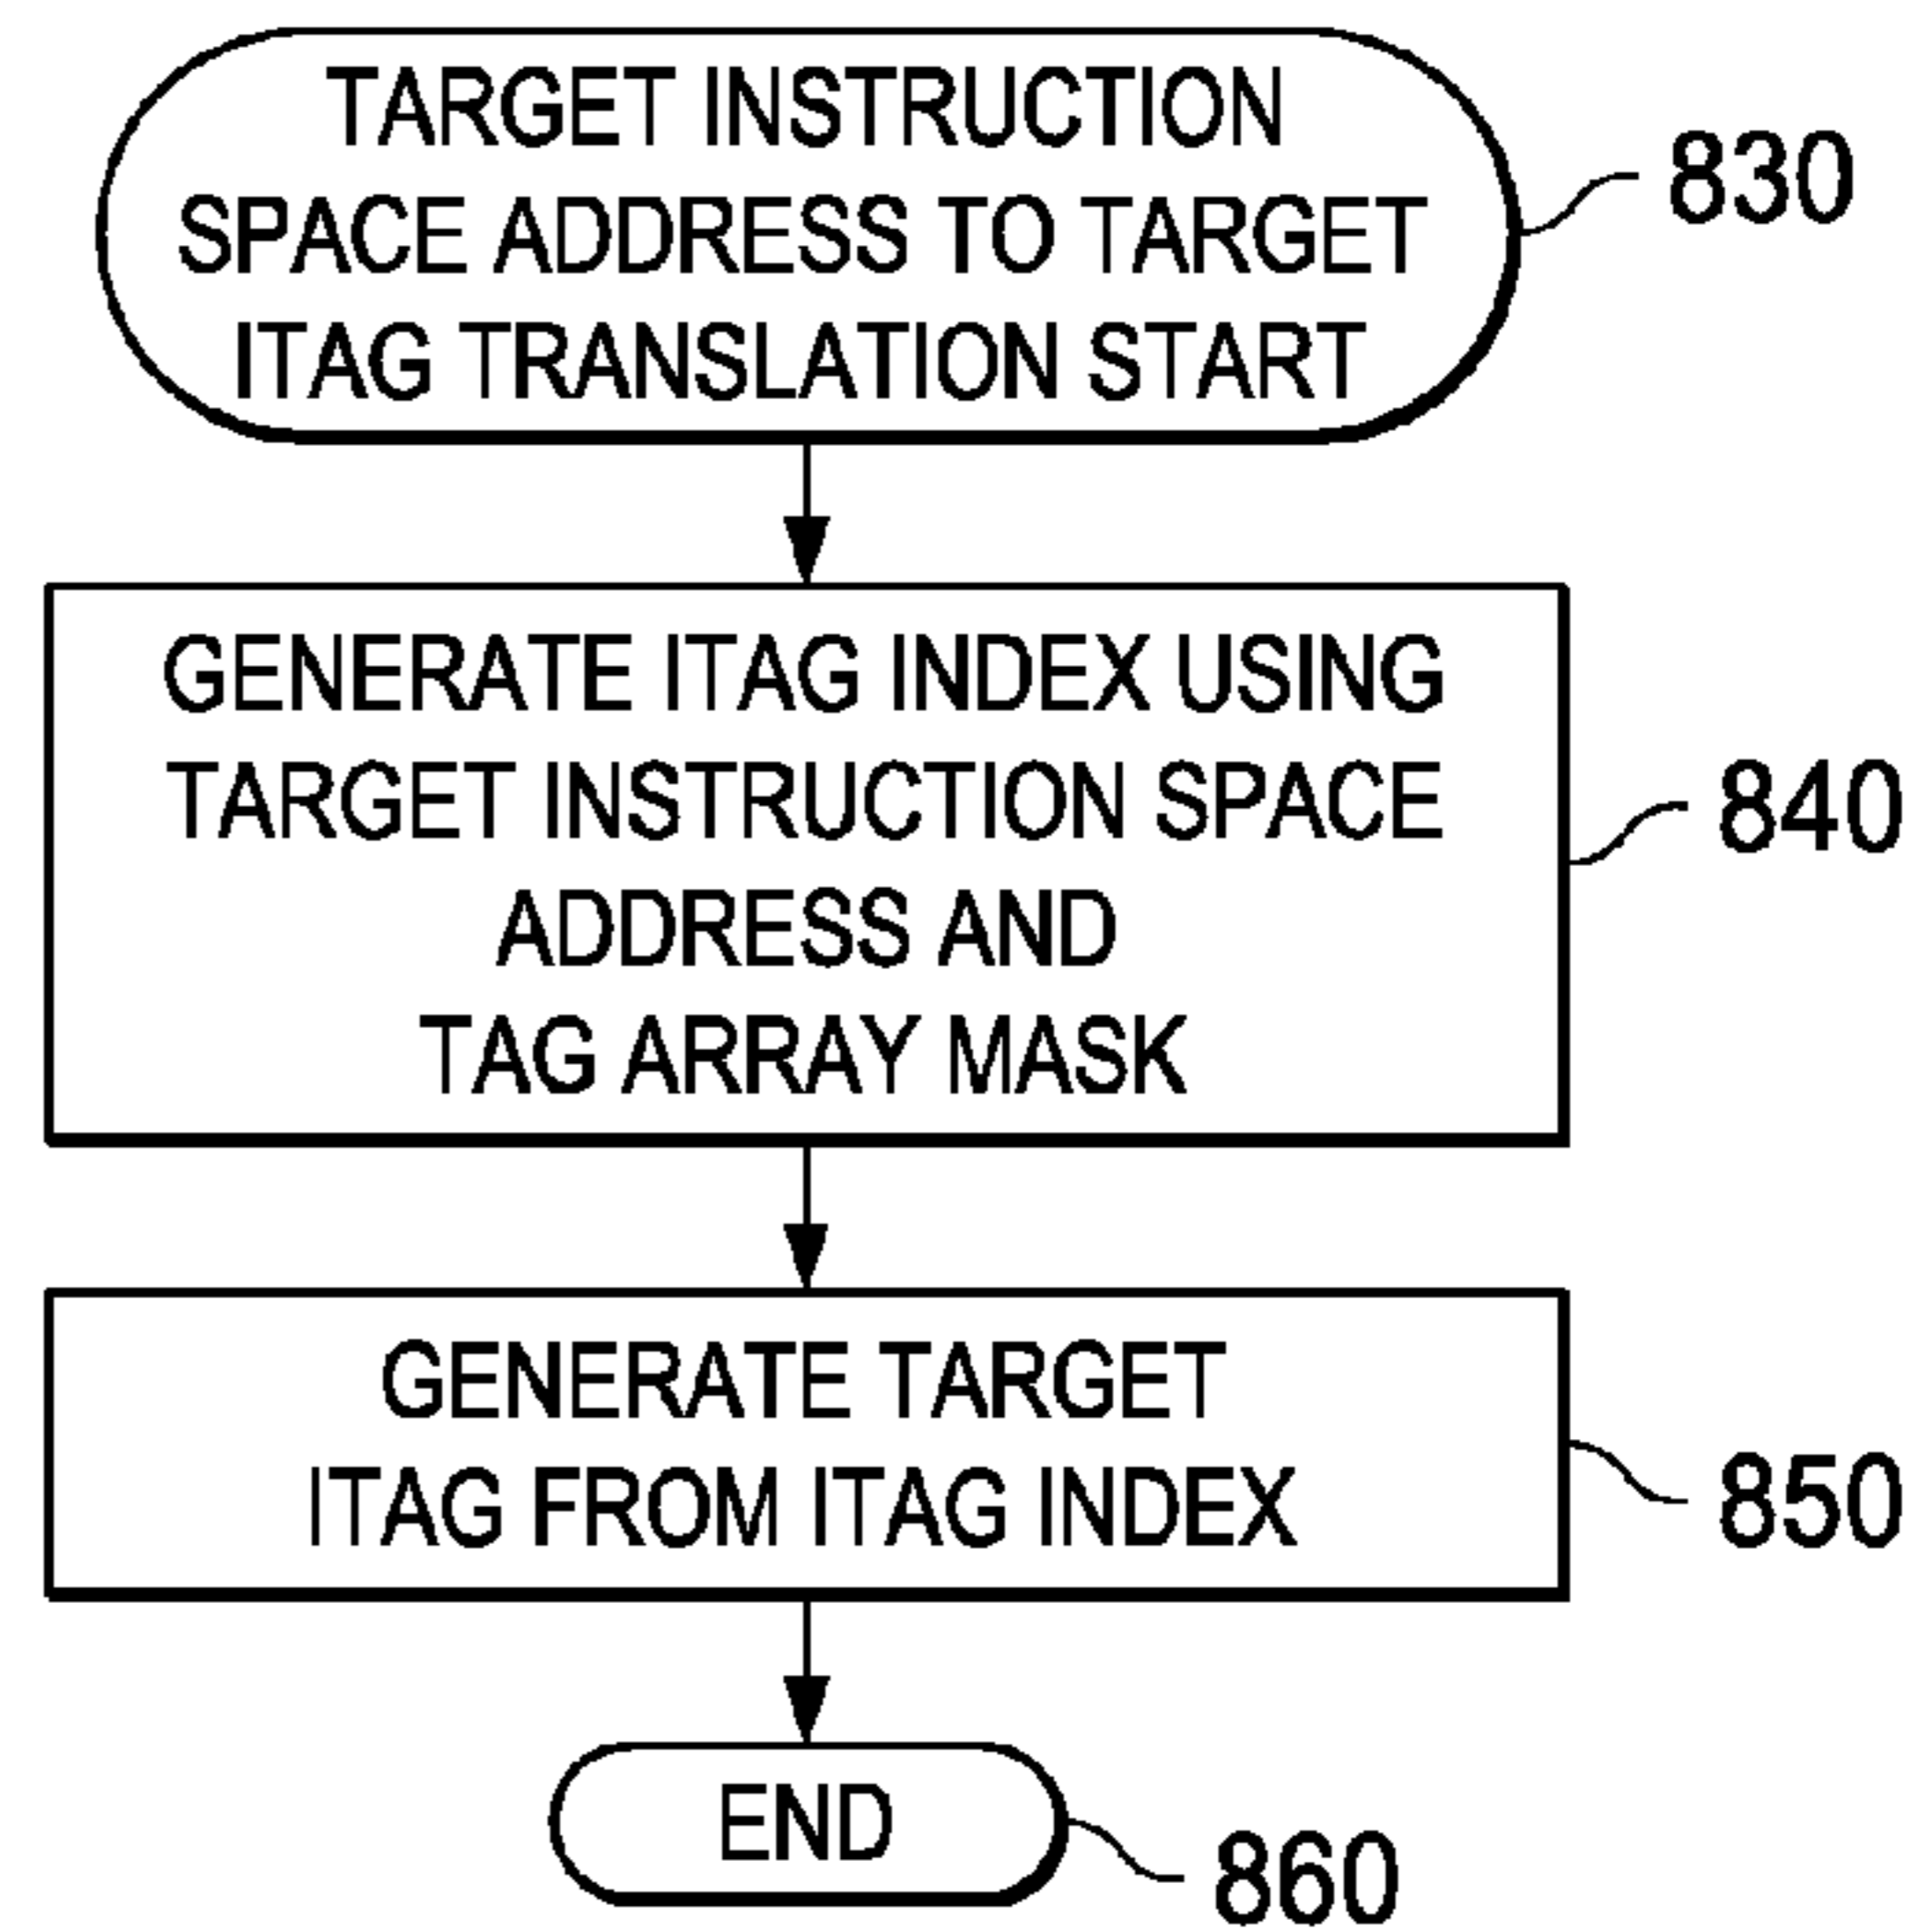 TARGET INSTRUCTION
SPACE ADDRESS TO TARGET
ITAG TRANSLATION START
830
GENERATE ITAG INDEX USING
TARGET INSTRUCTION SPACE
ADDRESS AND
TAG ARRAY MASK
840
GENERATE TARGET
ITAG FROM ITAG INDEX
850
END
860